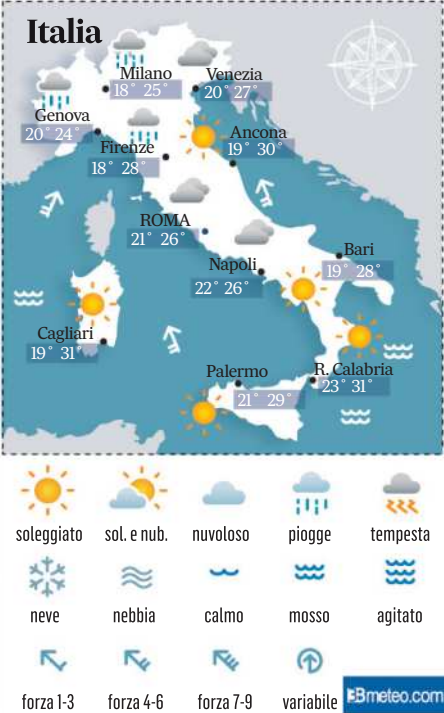 Italia
Milano
18° 25°
Venezia
20° 27°
Genova
20° 24°
Ancona
19° 30°
Firenze
18° 28°
ROMA
21° 26°
Bari
19° 28°
Napoli
22° 26°
Cagliari
19° 31°
Palermo
21° 29°
R. Calabria
23° 31°
soleggiato sol. e nub. nuvoloso piogge tempesta
neve nebbia calmo mosso agitato
forza 1-3 forza 4-6 forza 7-9 variabile
3Bmeteo.com